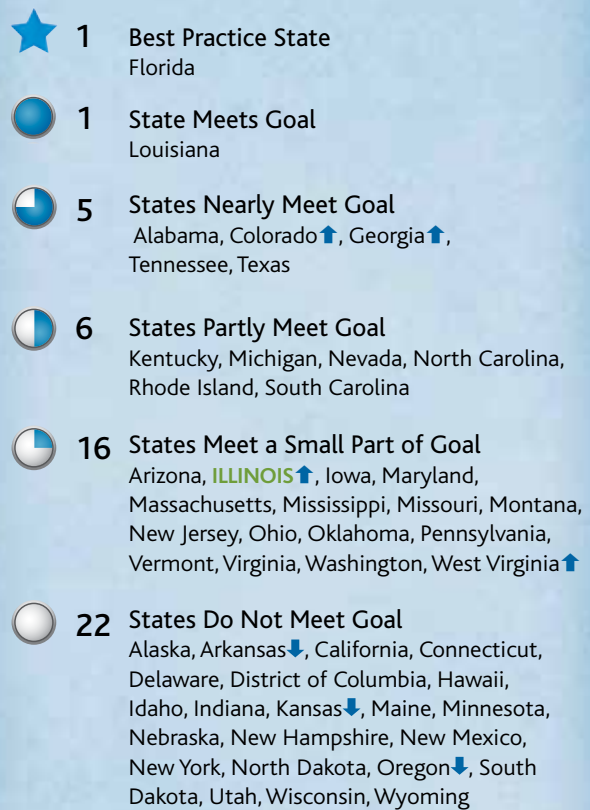 1 Best Practice State
Florida
1 State Meets Goal
Louisiana
5 States Nearly Meet Goal
Alabama, Colorado⬆, Georgia⬆,
Tennessee, Texas
6 States Partly Meet Goal
Kentucky, Michigan, Nevada, North Carolina,
Rhode Island, South Carolina
16 States Meet a Small Part of Goal
Arizona, ILLINOIS⬆, Iowa, Maryland,
Massachusetts, Mississippi, Missouri, Montana,
New Jersey, Ohio, Oklahoma, Pennsylvania,
Vermont, Virginia, Washington, West Virginia⬆
22 States Do Not Meet Goal
Alaska, Arkansas⬇, California, Connecticut,
Delaware, District of Columbia, Hawaii,
Idaho, Indiana, Kansas⬇, Maine, Minnesota,
Nebraska, New Hampshire, New Mexico,
New York, North Dakota, Oregon⬇, South
Dakota, Utah, Wisconsin, Wyoming